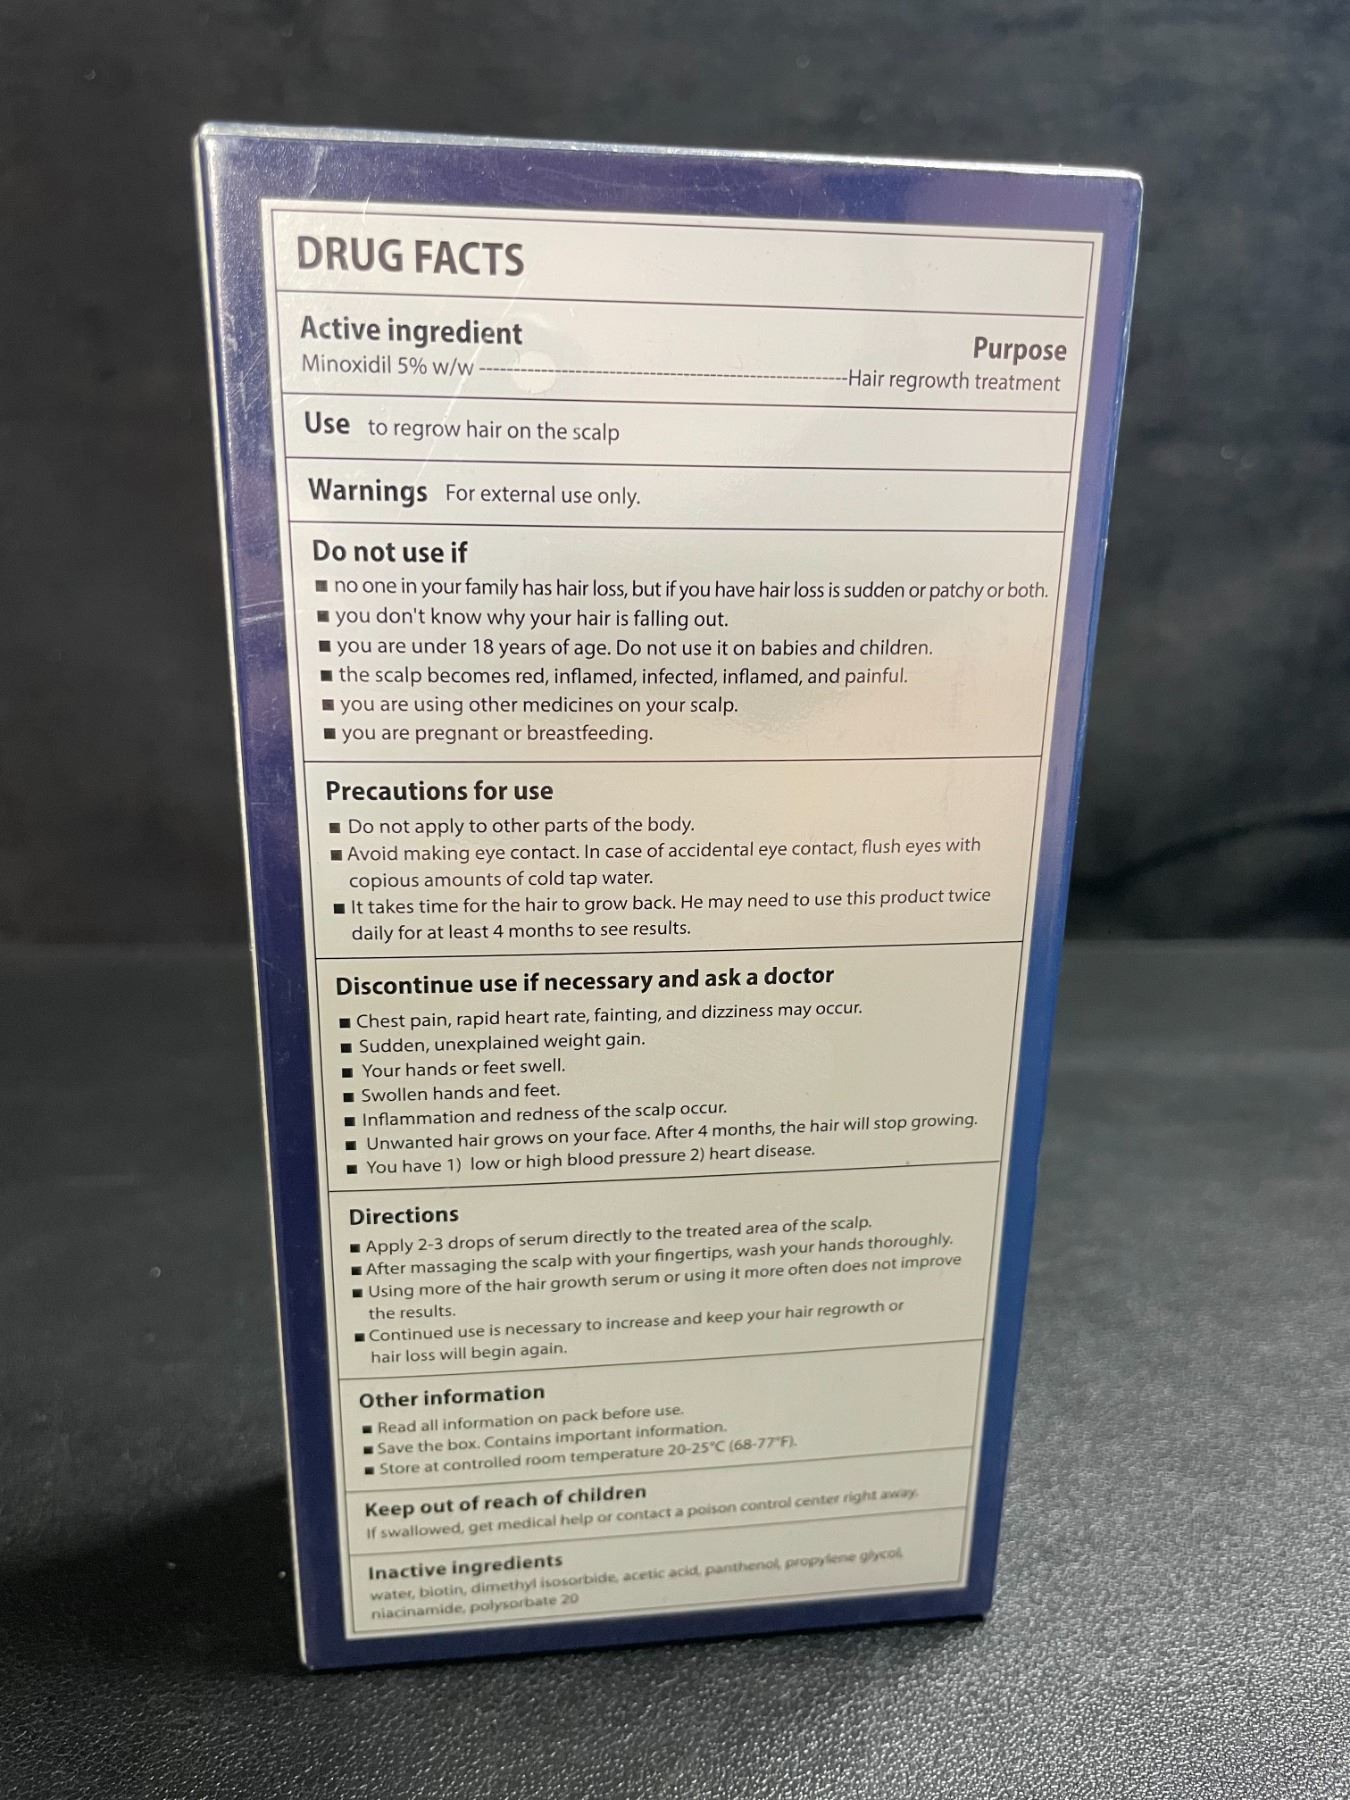 DRUG FACTS
Active ingredient
Purpose
Minoxidil 5% w/w ---------------------------------------------------- Hair regrowth treatment
Use to regrow hair on the scalp
Warnings For external use only.
Do not use if
■ no one in your family has hair loss, but if you have hair loss is sudden or patchy or both.
■ you don't know why your hair is falling out.
■ you are under 18 years of age. Do not use it on babies and children.
■ the scalp becomes red, inflamed, infected, inflamed, and painful.
■ you are using other medicines on your scalp.
■ you are pregnant or breastfeeding.
Precautions for use
■ Do not apply to other parts of the body.
■ Avoid making eye contact. In case of accidental eye contact, flush eyes with
copious amounts of cold tap water.
■ It takes time for the hair to grow back. He may need to use this product twice
daily for at least 4 months to see results.
Discontinue use if necessary and ask a doctor
■ Chest pain, rapid heart rate, fainting, and dizziness may occur.
■ Sudden, unexplained weight gain.
■ Your hands or feet swell.
■ Swollen hands and feet.
■ Inflammation and redness of the scalp occur.
■ Unwanted hair grows on your face. After 4 months, the hair will stop growing.
■ You have 1) low or high blood pressure 2) heart disease.
Directions
■ Apply 2-3 drops of serum directly to the treated area of the scalp.
■ After massaging the scalp with your fingertips, wash your hands thoroughly.
■ Using more of the hair growth serum or using it more often does not improve
the results.
■ Continued use is necessary to increase and keep your hair regrowth or
hair loss will begin again.
Other information
■ Read all information on pack before use.
■ Save the box. Contains important information.
■ Store at controlled room temperature 20-25°C (68-77°F).
Keep out of reach of children
If swallowed, get medical help or contact a poison control center right away.
Inactive ingredients
water, biotin, dimethyl isosorbide, acetic acid, panthenol, propylene glycol,
niacinamide, polysorbate 20